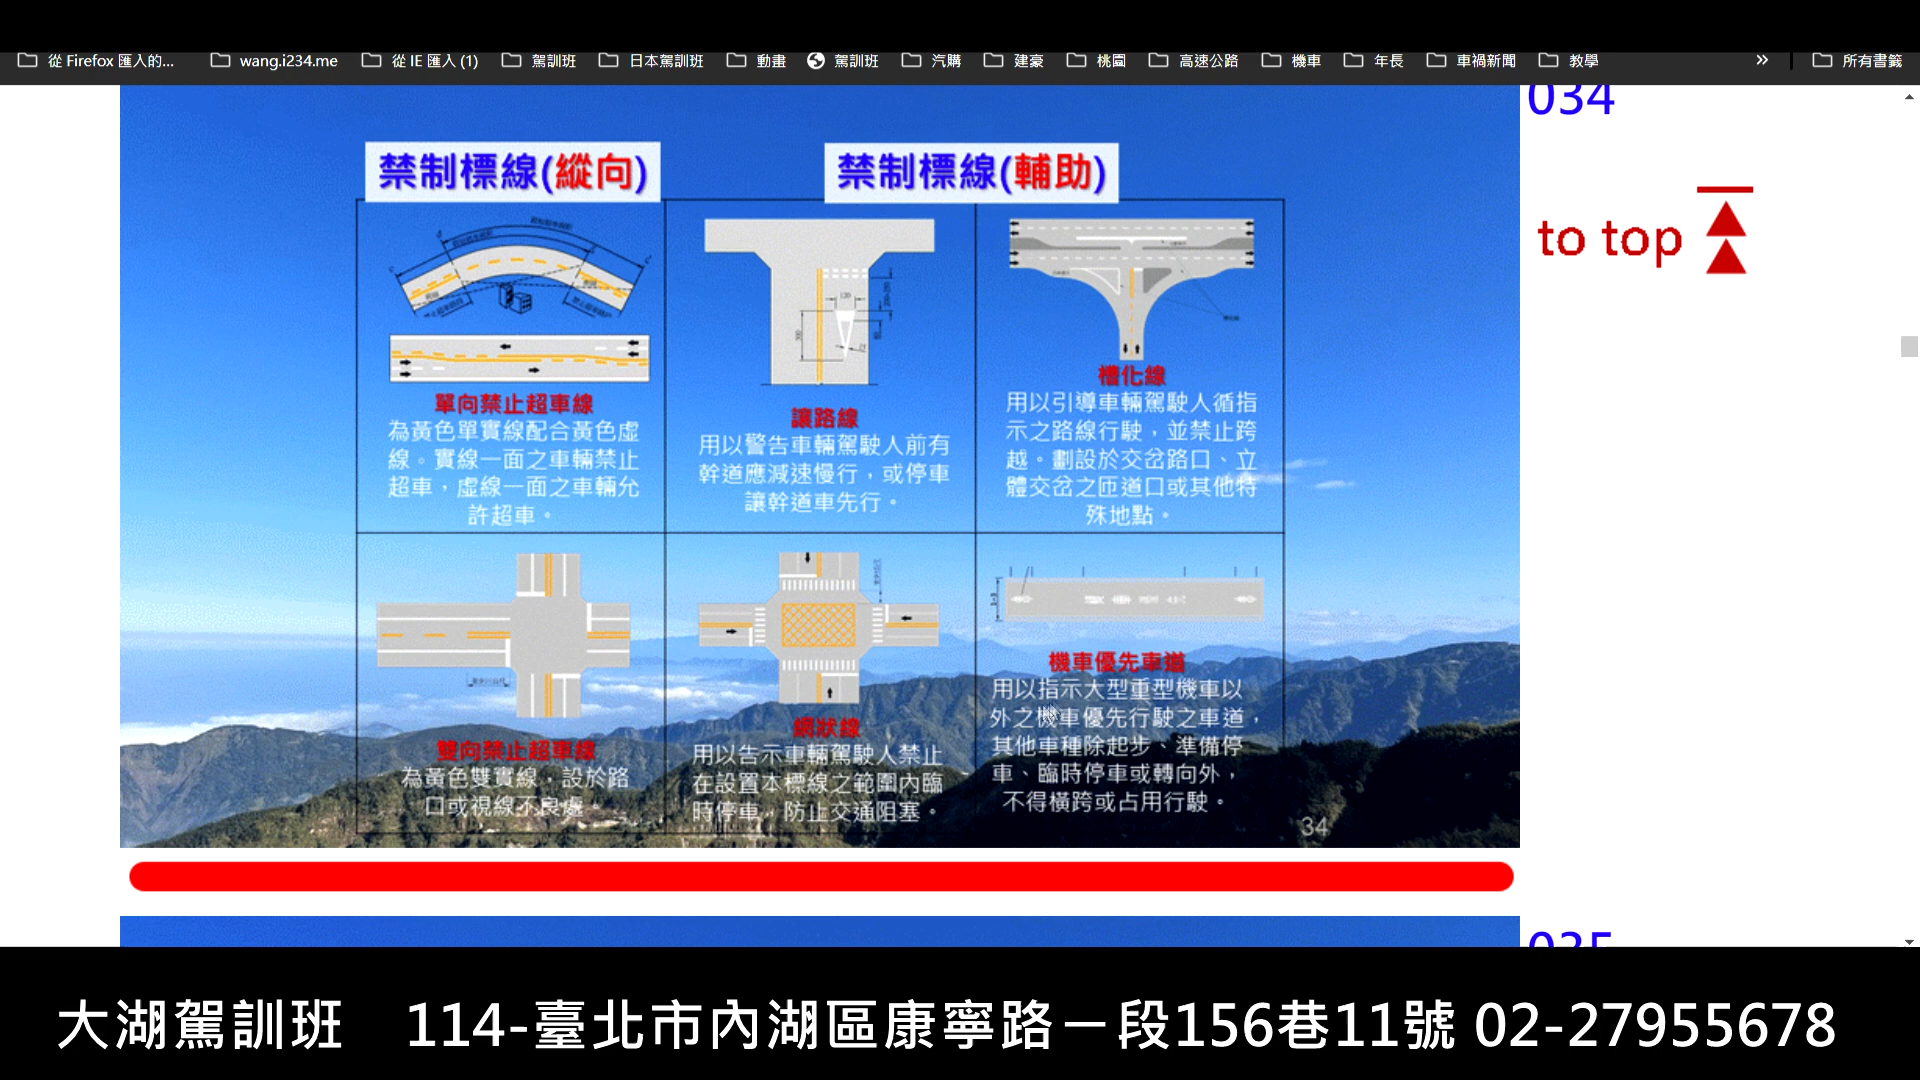 從 Firefox 匯入的... wang.i234.me 從 IE 匯入 (1) 駕訓班 日本駕訓班 動畫 駕訓班 汽購 建豪 桃園 高速公路 機車 年長 車禍新聞 教學 » 所有書籤
034
to top
禁制標線(縱向)
禁制標線(輔助)
單向禁止超車線
為黃色單實線配合黃色虛
線。實線一面之車輛禁止
超車，虛線一面之車輛允
許超車。
讓路線
用以警告車輛駕駛人前有
幹道應減速慢行，或停車
讓幹道車先行。
槽化線
用以引導車輛駕駛人循指
示之路線行駛，並禁止跨
越。劃設於交岔路口、立
體交岔之匝道口或其他特
殊地點。
雙向禁止超車線
為黃色雙實線，設於路
口或視線不良處。
網狀線
用以告示車輛駕駛人禁止
在設置本標線之範圍內臨
時停車，防止交通阻塞。
機車優先車道
用以指示大型重型機車以
外之機車優先行駛之車道，
其他車種除起步、準備停
車、臨時停車或轉向外，
不得橫跨或占用行駛。
34
035
大湖駕訓班 114-臺北市內湖區康寧路一段156巷11號 02-27955678